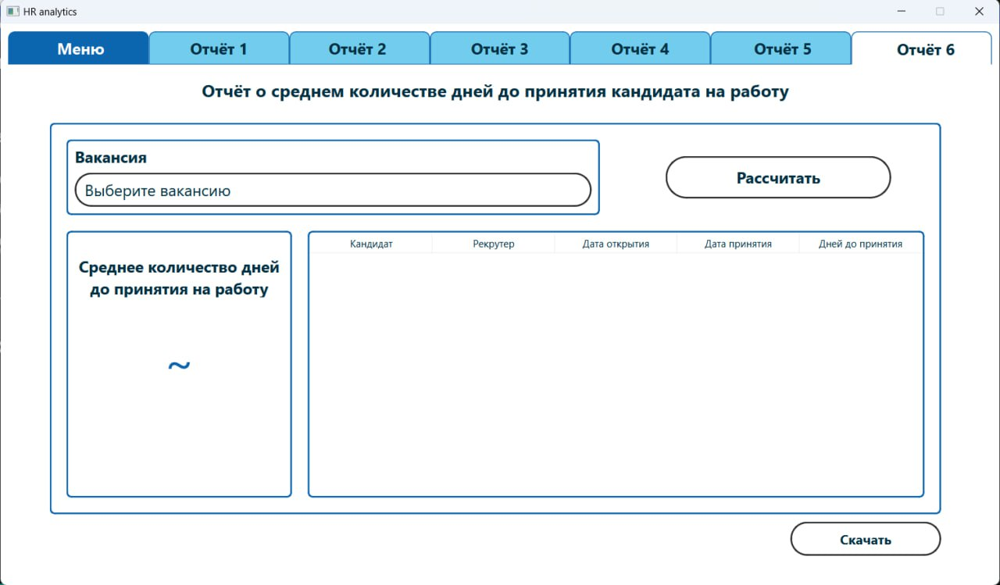 HR analytics
Меню
Отчёт 1
Отчёт 2
Отчёт 3
Отчёт 4
Отчёт 5
Отчёт 6
Отчёт о среднем количестве дней до принятия кандидата на работу
Вакансия
Выберите вакансию
Рассчитать
Среднее количество дней
до принятия на работу
~
Кандидат
Рекрутер
Дата открытия
Дата принятия
Дней до принятия
Скачать